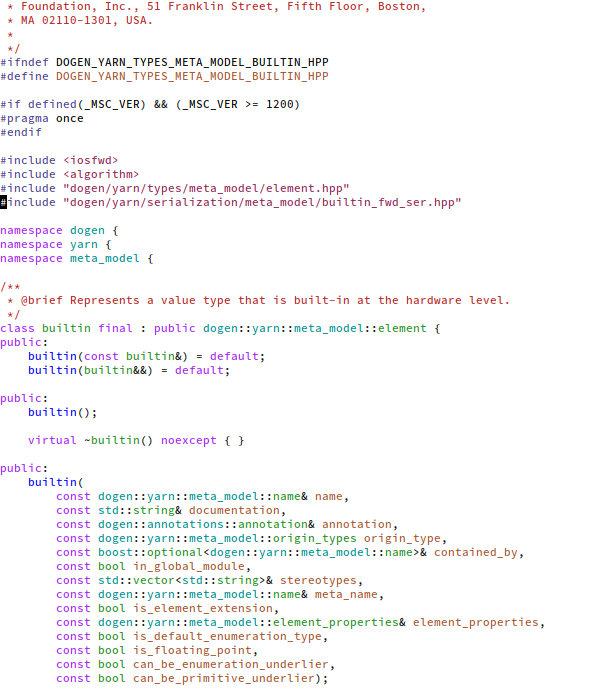 * Foundation, Inc., 51 Franklin Street, Fifth Floor, Boston,
 * MA 02110-1301, USA.
 *
 */
#ifndef DOGEN_YARN_TYPES_META_MODEL_BUILTIN_HPP
#define DOGEN_YARN_TYPES_META_MODEL_BUILTIN_HPP

#if defined(_MSC_VER) && (_MSC_VER >= 1200)
#pragma once
#endif

#include <iosfwd>
#include <algorithm>
#include "dogen/yarn/types/meta_model/element.hpp"
#include "dogen/yarn/serialization/meta_model/builtin_fwd_ser.hpp"

namespace dogen {
namespace yarn {
namespace meta_model {

/**
 * @brief Represents a value type that is built-in at the hardware level.
 */
class builtin final : public dogen::yarn::meta_model::element {
public:
    builtin(const builtin&) = default;
    builtin(builtin&&) = default;

public:
    builtin();

    virtual ~builtin() noexcept { }

public:
    builtin(
        const dogen::yarn::meta_model::name& name,
        const std::string& documentation,
        const dogen::annotations::annotation& annotation,
        const dogen::yarn::meta_model::origin_types origin_type,
        const boost::optional<dogen::yarn::meta_model::name>& contained_by,
        const bool in_global_module,
        const std::vector<std::string>& stereotypes,
        const dogen::yarn::meta_model::name& meta_name,
        const bool is_element_extension,
        const dogen::yarn::meta_model::element_properties& element_properties,
        const bool is_default_enumeration_type,
        const bool is_floating_point,
        const bool can_be_enumeration_underlier,
        const bool can_be_primitive_underlier);